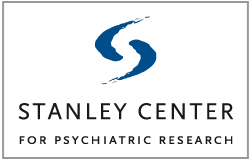 STANLEY CENTER
FOR PSYCHIATRIC RESEARCH